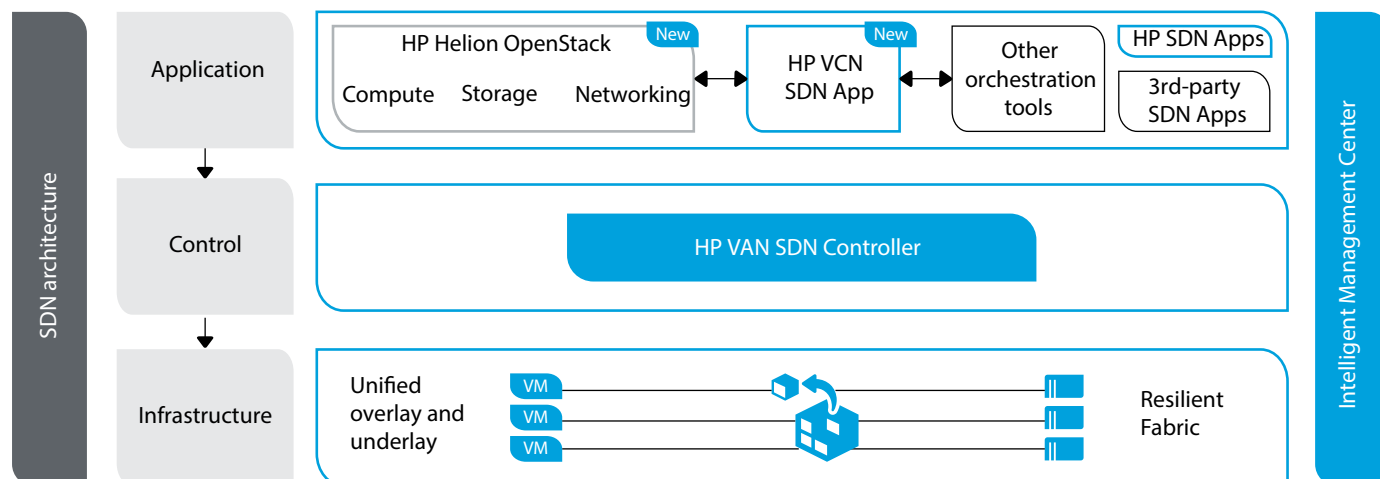 SDN architecture
Application
HP Helion OpenStack
New
Compute Storage Networking
New
HP VCN
SDN App
Other
orchestration
tools
HP SDN Apps
3rd-party
SDN Apps
Control
HP VAN SDN Controller
Infrastructure
Unified
overlay and
underlay
VM
VM
VM
Resilient
Fabric
Intelligent Management Center